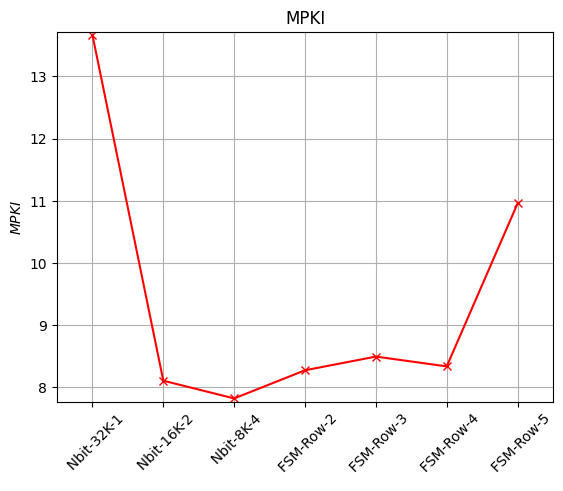 MPKI
MPKI
13
12
11
10
9
8
Nbit-32K-1
Nbit-16K-2
Nbit-8K-4
FSM-Row-2
FSM-Row-3
FSM-Row-4
FSM-Row-5